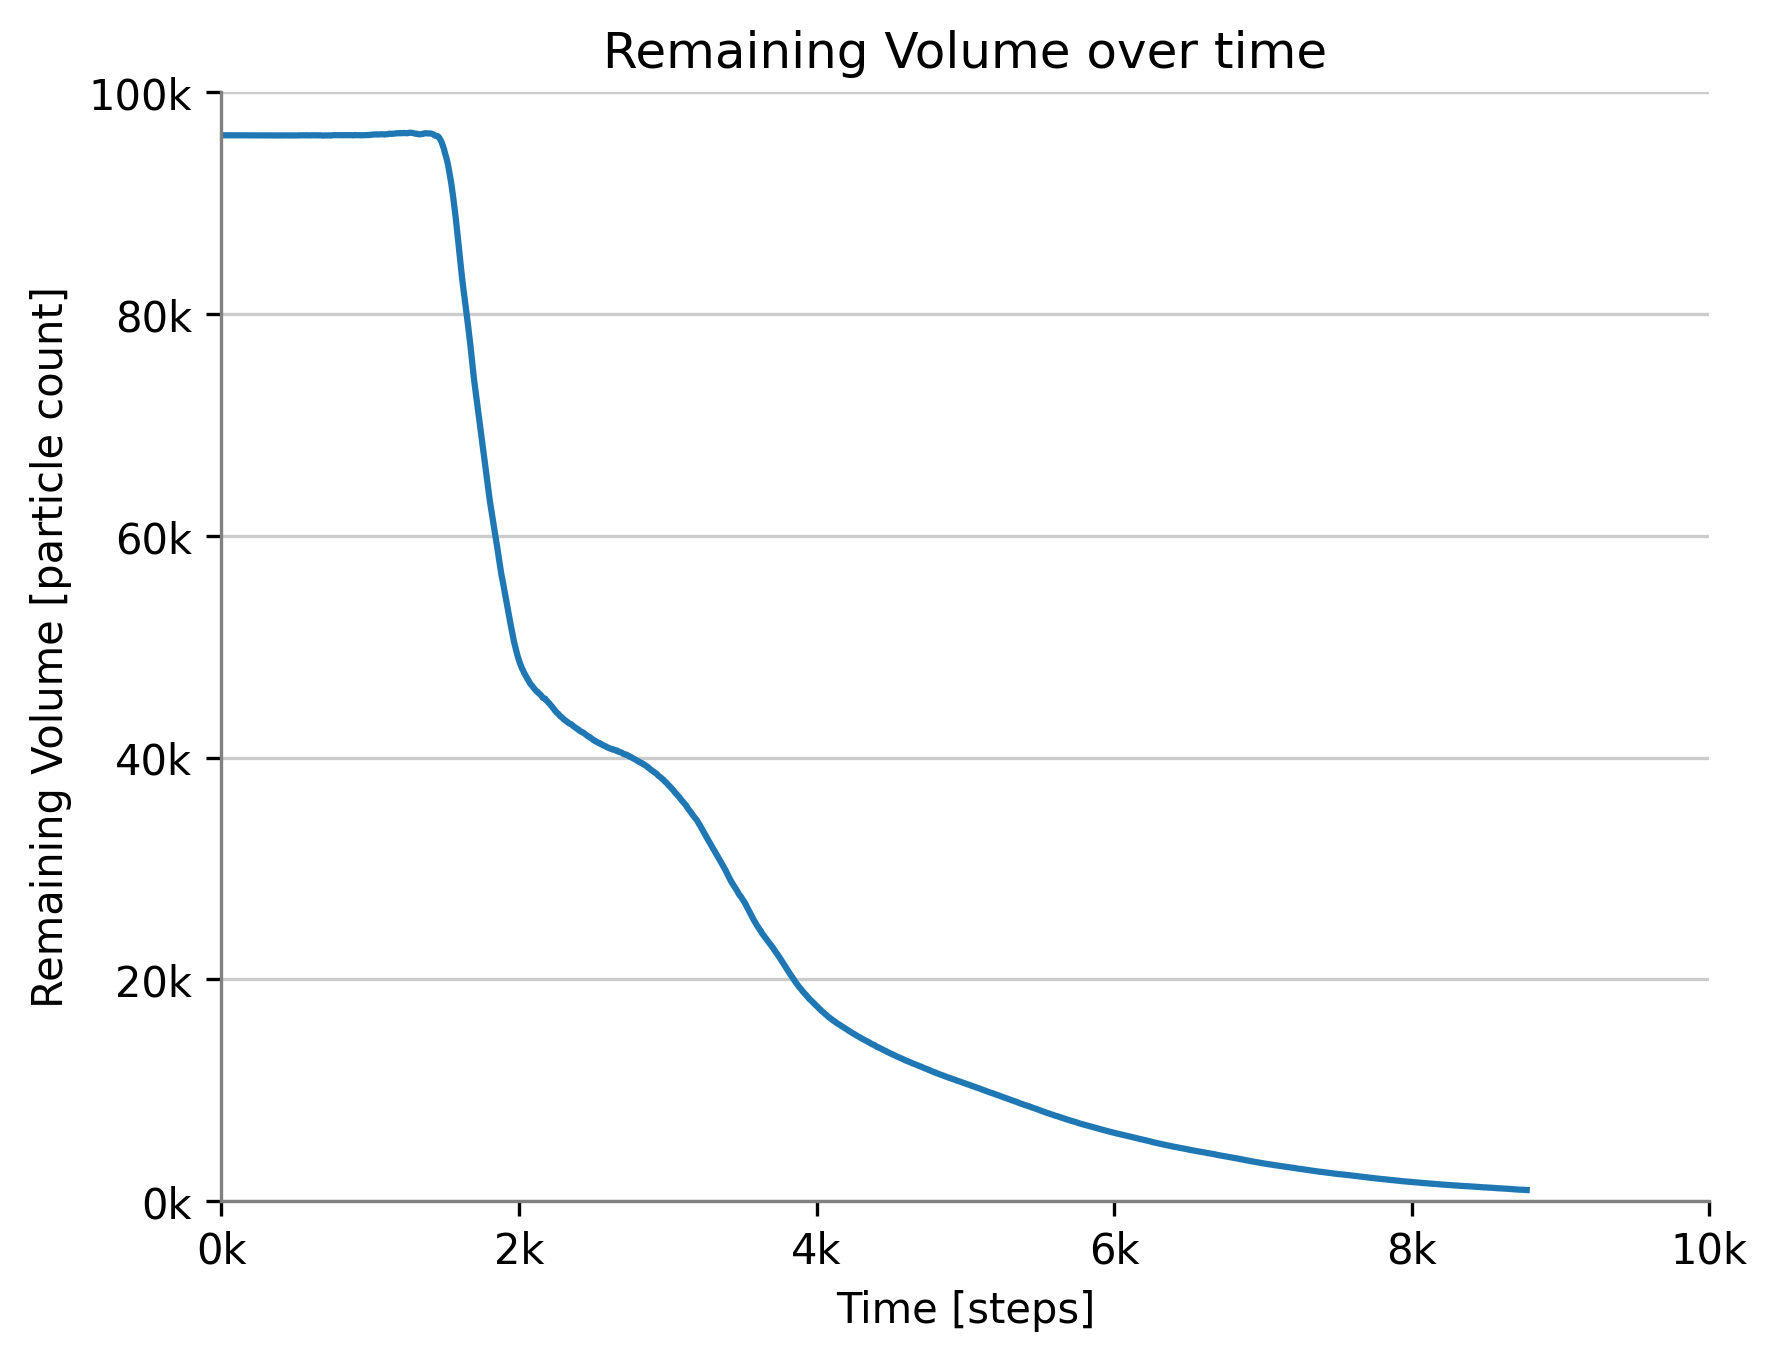 Remaining Volume over time
Remaining Volume [particle count]
100k
80k
60k
40k
20k
0k
0k 2k 4k 6k 8k 10k
Time [steps]